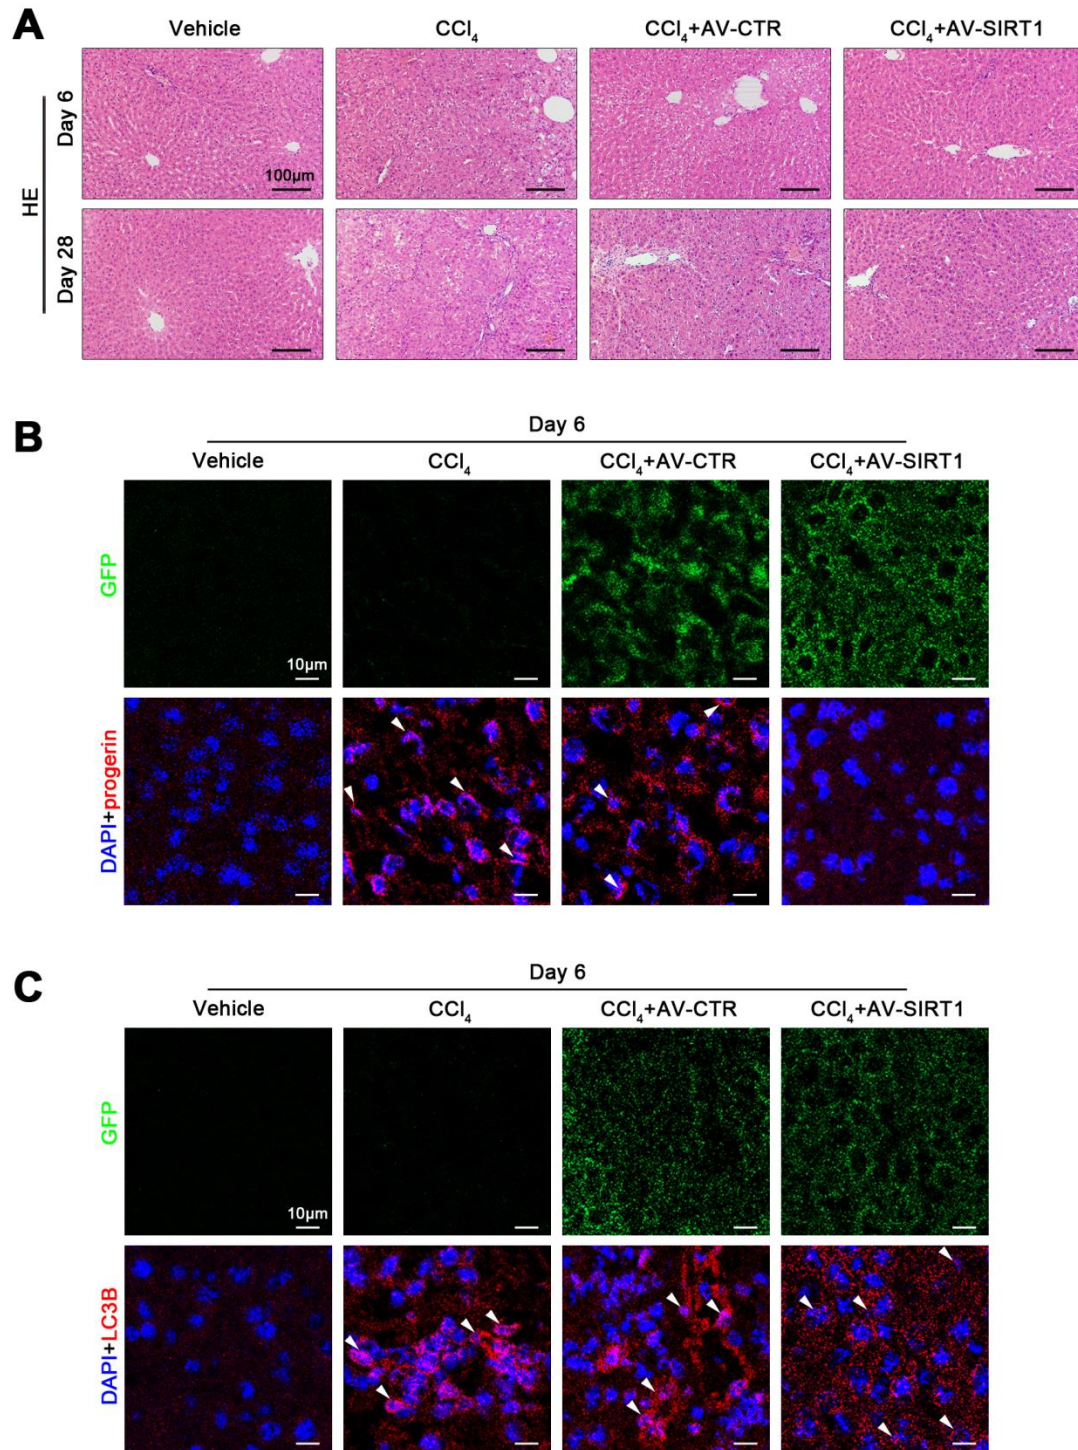 A
Vehicle CCl₄ CCl₄+AV-CTR CCl₄+AV-SIRT1
HE
Day 6
100μm
Day 28
B
Day 6
Vehicle CCl₄ CCl₄+AV-CTR CCl₄+AV-SIRT1
GFP
10μm
DAPI+progerin
C
Day 6
Vehicle CCl₄ CCl₄+AV-CTR CCl₄+AV-SIRT1
GFP
10μm
DAPI+LC3B